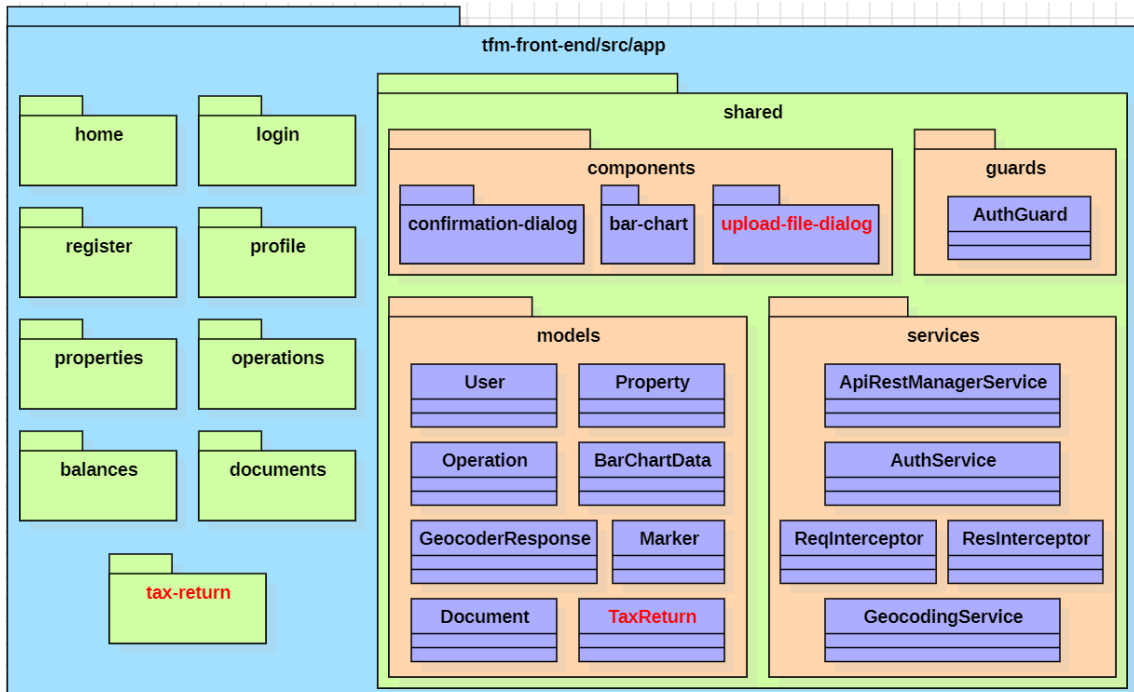 tfm-front-end/src/app
home
login
register
profile
properties
operations
balances
documents
tax-return
shared
components
confirmation-dialog
bar-chart
upload-file-dialog
guards
AuthGuard
models
User
Property
Operation
BarChartData
GeocoderResponse
Marker
Document
TaxReturn
services
ApiRestManagerService
AuthService
ReqInterceptor
ResInterceptor
GeocodingService